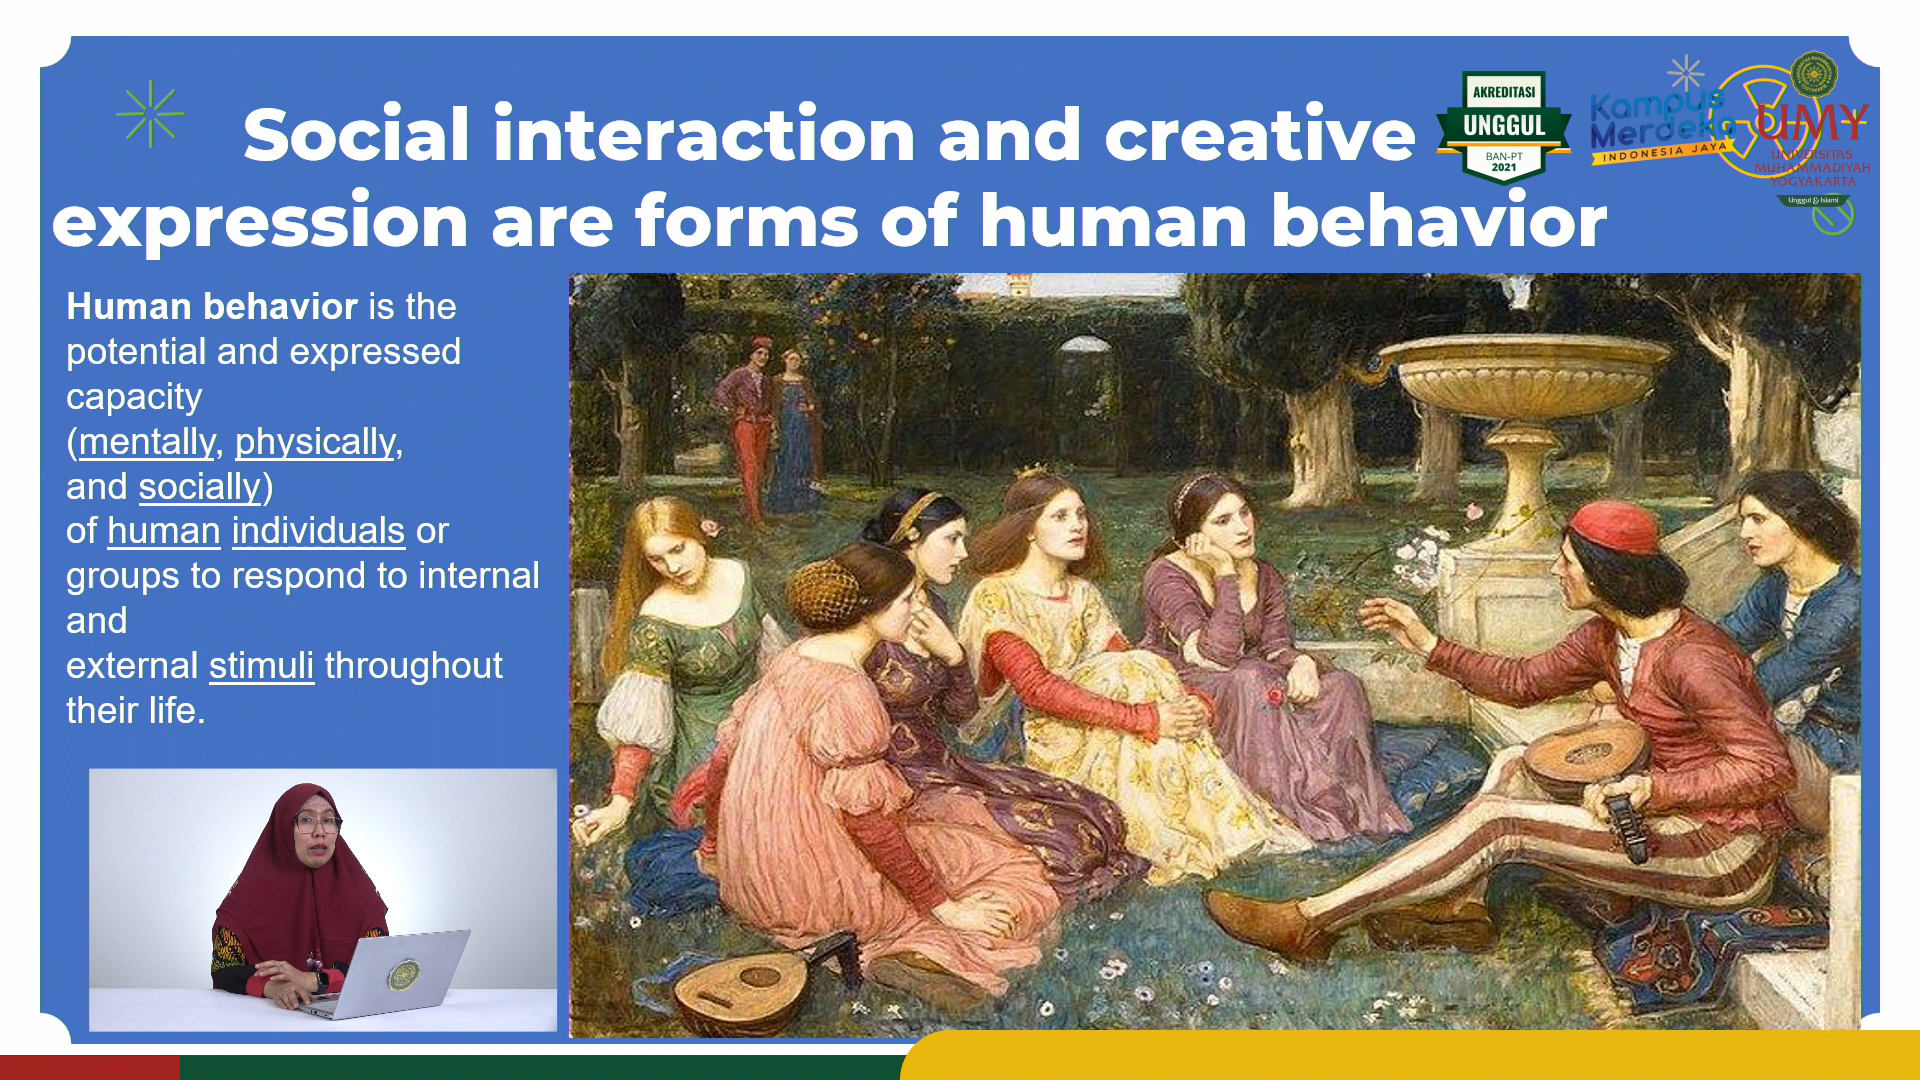 Social interaction and creative
expression are forms of human behavior
AKREDITASI
UNGGUL
BAN-PT
2021
Kampus
Merdeka
INDONESIA JAYA
UMY
UNIVERSITAS
MUHAMMADIYAH
YOGYAKARTA
Unggul & Islami
Human behavior is the
potential and expressed
capacity
(mentally, physically,
and socially)
of human individuals or
groups to respond to internal
and
external stimuli throughout
their life.